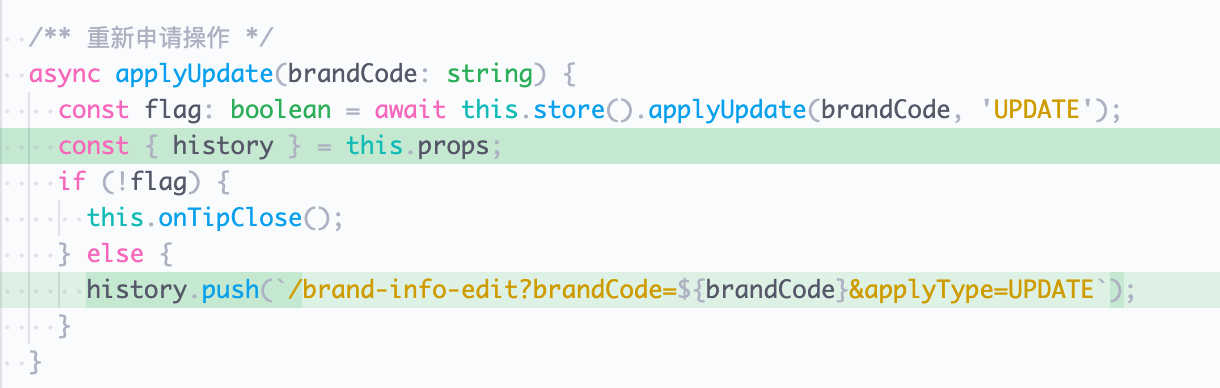 /** 重新申请操作 */
async applyUpdate(brandCode: string) {
const flag: boolean = await this.store().applyUpdate(brandCode, 'UPDATE');
const { history } = this.props;
if (!flag) {
this.onTipClose();
} else {
history.push(`/brand-info-edit?brandCode=${brandCode}&applyType=UPDATE`);
}
}